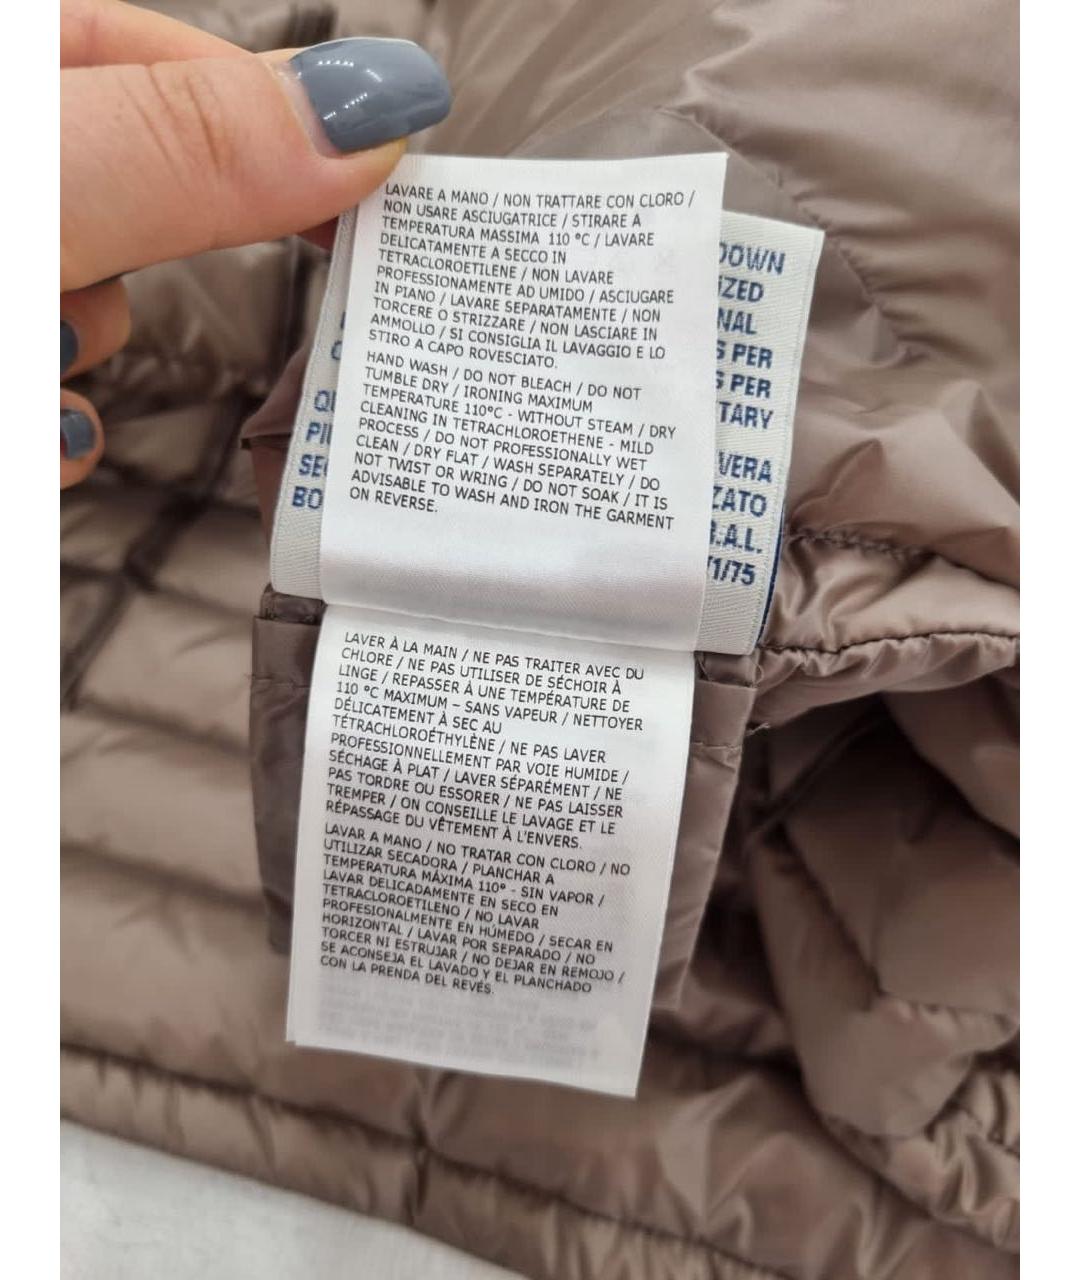 LAVARE A MANO / NON TRATTARE CON CLORO /
NON USARE ASCIUGATRICE / STIRARE A
TEMPERATURA MASSIMA 110 °C / LAVARE
DELICATAMENTE A SECCO IN
TETRACLOROETILENE / NON LAVARE
PROFESSIONALMENTE AD UMIDO / ASCIUGARE
IN PIANO / LAVARE SEPARATAMENTE / NON
TORCERE O STRIZZARE / NON LASCIARE IN
AMMOLLO / SI CONSIGLIA IL LAVAGGIO E LO
STIRO A CAPO ROVESCIATO.
HAND WASH / DO NOT BLEACH / DO NOT
TUMBLE DRY / IRONING MAXIMUM
TEMPERATURE 110°C - WITHOUT STEAM / DRY
CLEANING IN TETRACHLOROETHENE - MILD
PROCESS / DO NOT PROFESSIONALLY WET
CLEAN / DRY FLAT / WASH SEPARATELY / DO
NOT TWIST OR WRING / DO NOT SOAK / IT IS
ADVISABLE TO WASH AND IRON THE GARMENT
ON REVERSE.
LAVER À LA MAIN / NE PAS TRAITER AVEC DU
CHLORE / NE PAS UTILISER DE SÉCHOIR À
LINGE / REPASSER À UNE TEMPÉRATURE DE
110 °C MAXIMUM – SANS VAPEUR / NETTOYER
DÉLICATEMENT À SEC AU
TÉTRACHLOROÉTHYLÈNE / NE PAS LAVER
PROFESSIONNELLEMENT PAR VOIE HUMIDE /
SÉCHAGE À PLAT / LAVER SÉPARÉMENT / NE
PAS TORDRE OU ESSORER / NE PAS LAISSER
TREMPER / ON CONSEILLE LE LAVAGE ET LE
RÉPASSAGE DU VÊTEMENT À L'ENVERS.
LAVAR A MANO / NO TRATAR CON CLORO / NO
UTILIZAR SECADORA / PLANCHAR A
TEMPERATURA MÁXIMA 110° - SIN VAPOR /
LAVAR DELICADAMENTE EN SECO EN
TETRACLOROETILENO / NO LAVAR
PROFESIONALMENTE EN HÚMEDO / SECAR EN
HORIZONTAL / LAVAR POR SEPARADO / NO
TORCER NI ESTRUJAR / NO DEJAR EN REMOJO /
SE ACONSEJA EL LAVADO Y EL PLANCHADO
CON LA PRENDA DEL REVÉS.
DOWN
IZED
NAL
S PER
S PER
TARY
VERA
ZATO
R.A.L.
/1/75
QU
PI
SE
BO